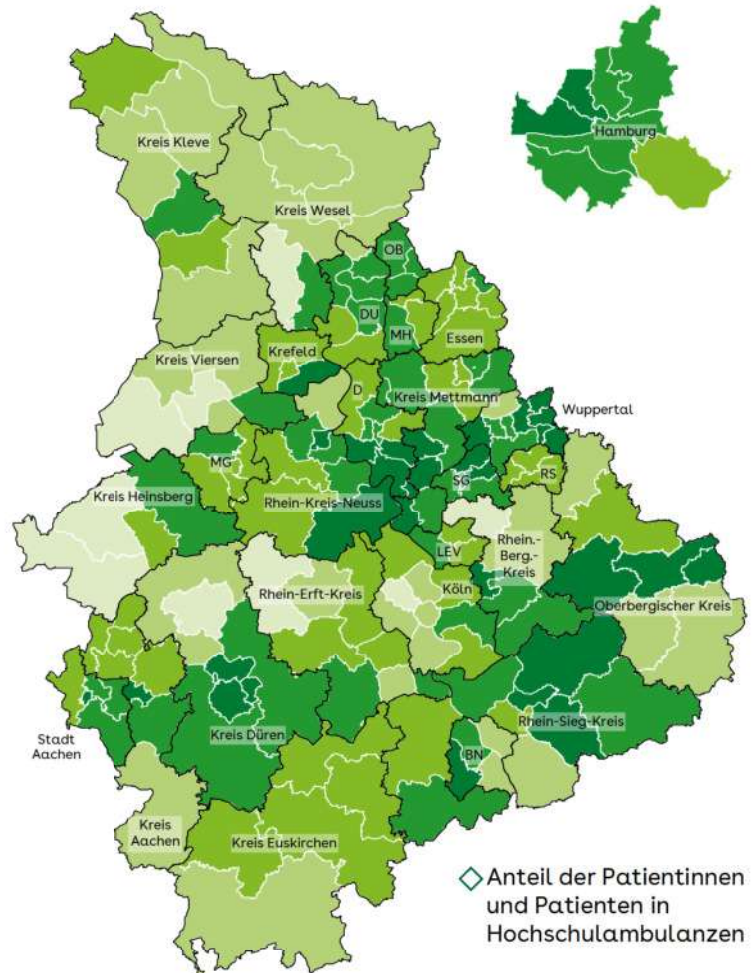 Kreis Kleve
Hamburg
Kreis Wesel
OB
DU
MH
Essen
Kreis Viersen
Krefeld
D
Kreis Mettmann
Wuppertal
MG
SG
RS
Kreis Heinsberg
Rhein-Kreis-Neuss
LEV
Rhein.-
Berg.-
Kreis
Rhein-Erft-Kreis
Köln
Oberbergischer Kreis
Stadt
Aachen
Kreis Düren
Rhein-Sieg-Kreis
BN
Kreis
Aachen
Kreis Euskirchen
Anteil der Patientinnen
und Patienten in
Hochschulambulanzen